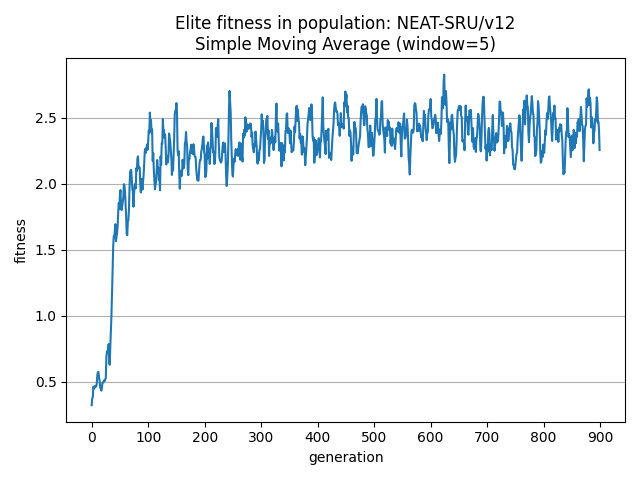 Elite fitness in population: NEAT-SRU/v12
Simple Moving Average (window=5)
fitness
2.5
2.0
1.5
1.0
0.5
0 100 200 300 400 500 600 700 800 900
generation